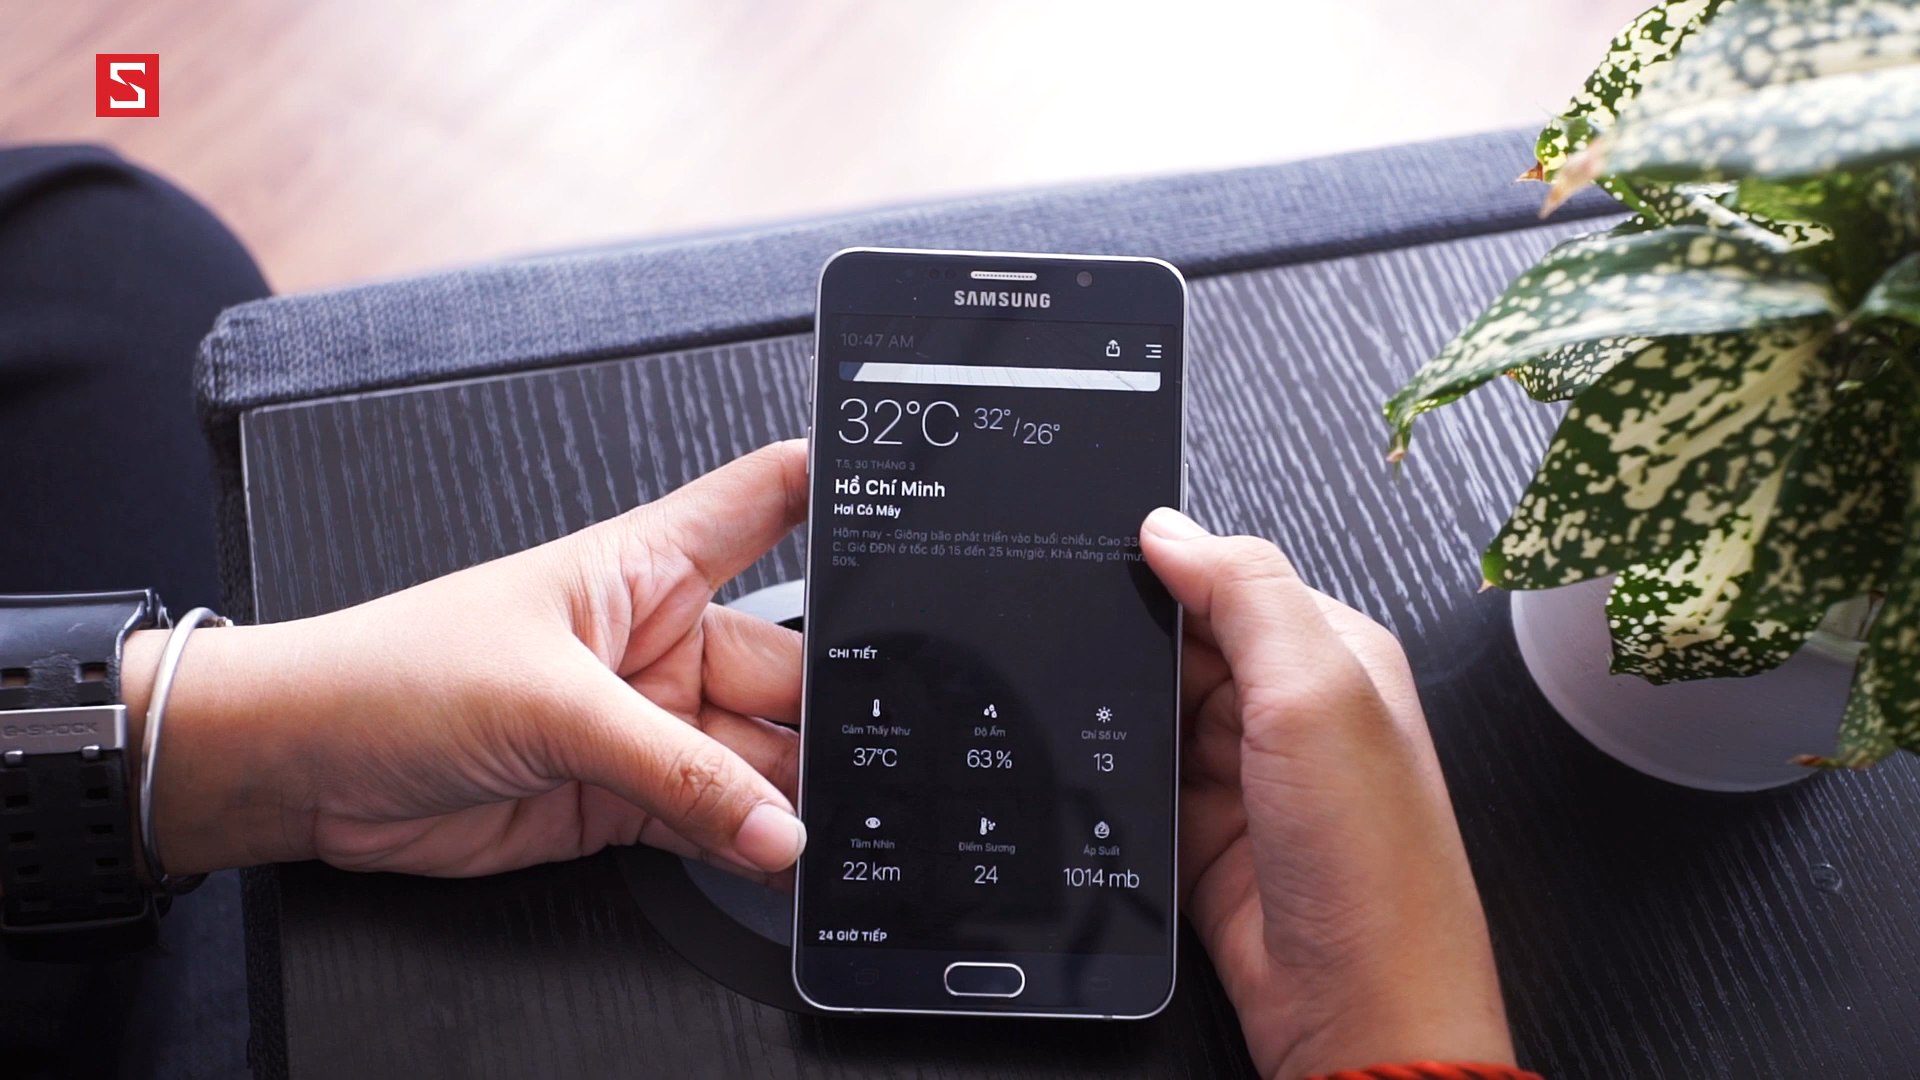 S
SAMSUNG
10:47 AM
32°C 32°/26°
T.5, 30 THÁNG 3
Hồ Chí Minh
Hơi Có Mây
Hôm nay - Giông bão phát triển vào buổi chiều. Cao 33
C. Gió ĐĐN ở tốc độ 15 đến 25 km/giờ. Khả năng có
50%.
CHI TIẾT
Cảm Thấy Như Độ Ẩm Chỉ Số UV
37°C 63% 13
Tầm Nhìn Điểm Sương Áp Suất
22 km 24 1014 mb
24 GIỜ TIẾP
G-SHOCK